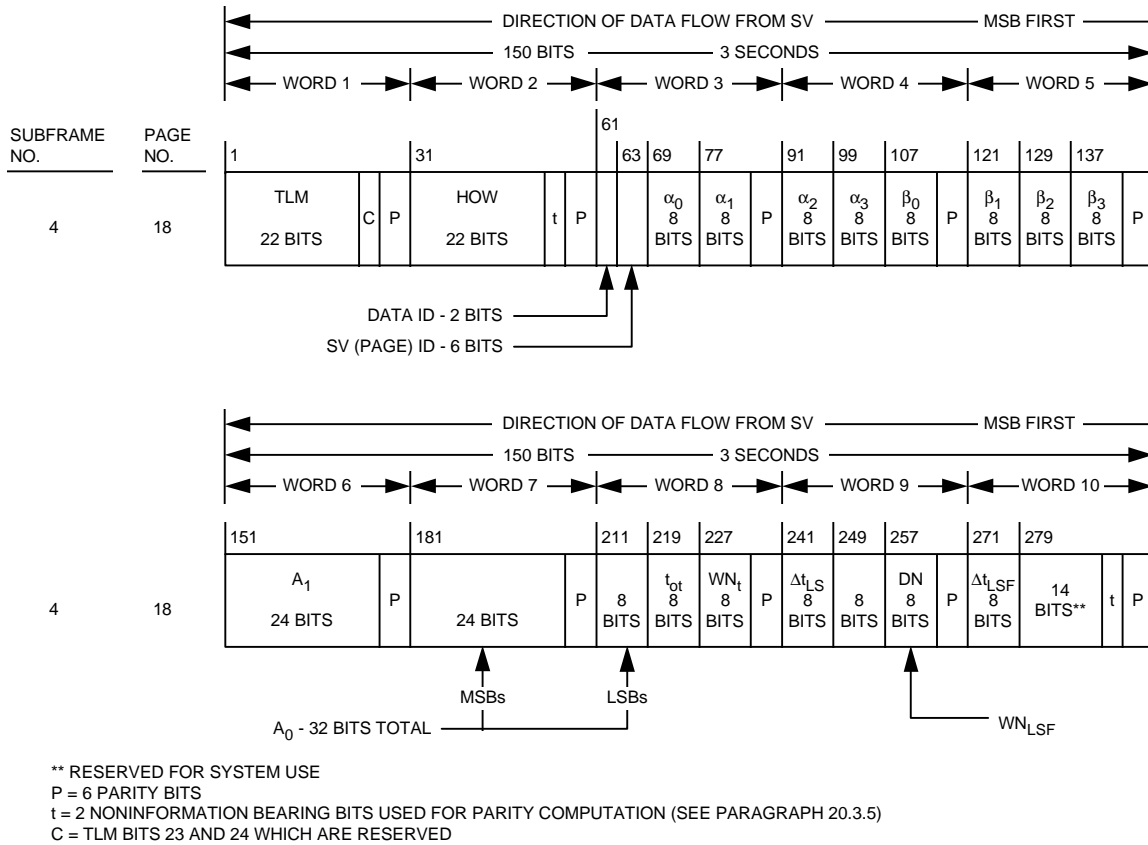 DIRECTION OF DATA FLOW FROM SV MSB FIRST
150 BITS 3 SECONDS
WORD 1 WORD 2 WORD 3 WORD 4 WORD 5
SUBFRAME NO. PAGE NO.
61
1 31 63 69 77 91 99 107 121 129 137
TLM 22 BITS C P HOW 22 BITS t P α0 8 BITS α1 8 BITS P α2 8 BITS α3 8 BITS β0 8 BITS P β1 8 BITS β2 8 BITS β3 8 BITS P
4 18
DATA ID - 2 BITS
SV (PAGE) ID - 6 BITS
DIRECTION OF DATA FLOW FROM SV MSB FIRST
150 BITS 3 SECONDS
WORD 6 WORD 7 WORD 8 WORD 9 WORD 10
151 181 211 219 227 241 249 257 271 279
4 18
A1 24 BITS P 24 BITS P 8 BITS tot 8 BITS WNt 8 BITS P ΔtLS 8 BITS 8 BITS DN 8 BITS P ΔtLSF 8 BITS 14 BITS** t P
MSBs LSBs
A0 - 32 BITS TOTAL
WNLSF
** RESERVED FOR SYSTEM USE
P = 6 PARITY BITS
t = 2 NONINFORMATION BEARING BITS USED FOR PARITY COMPUTATION (SEE PARAGRAPH 20.3.5)
C = TLM BITS 23 AND 24 WHICH ARE RESERVED